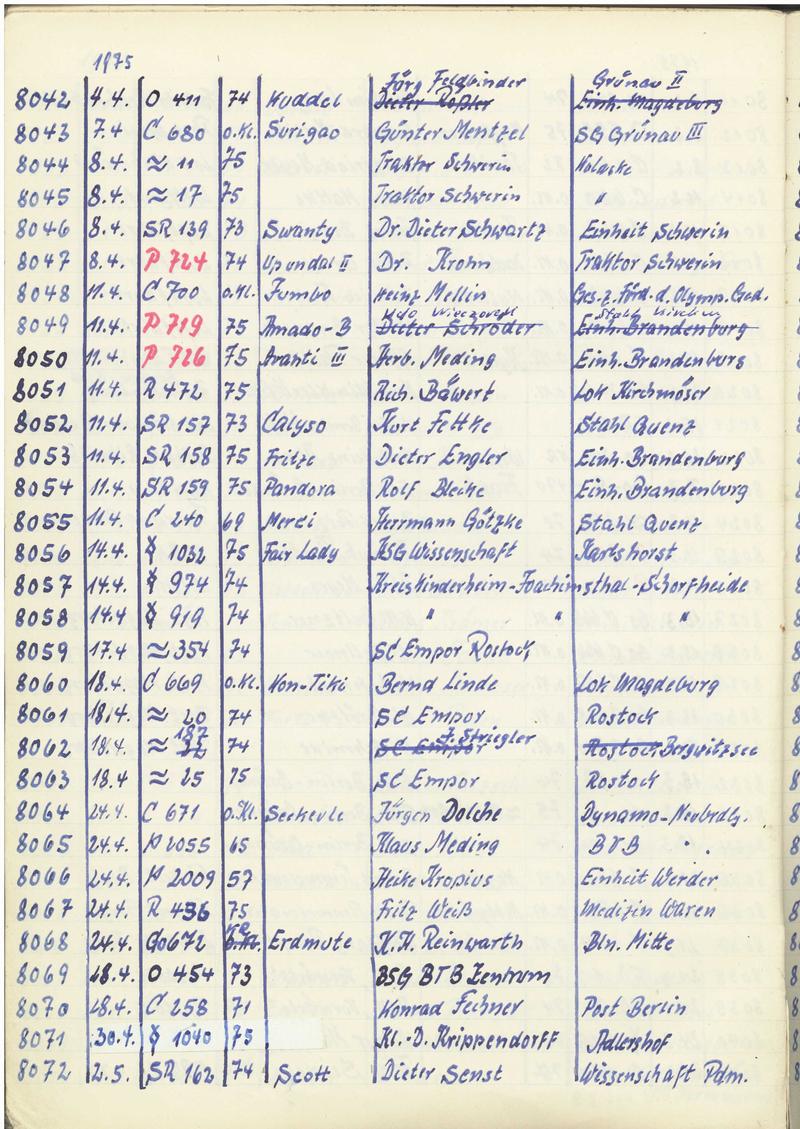 1975
Jörg Feldbinder Grünau II
8042 4.4. O 411 74 Kuddel Dieter Roßler Einh. Magdeburg
8043 7.4 C 680 o.Kl. Surigao Günter Mentzel SG Grünau III
8044 8.4. ≈ 11 75 Traktor Schwerin
8045 8.4. ≈ 17 75 Traktor Schwerin "
8046 8.4. SR 139 73 Swanty Dr. Dieter Schwartz Einheit Schwerin
8047 8.4. P 724 74 Up un dal II Dr. Krohn Traktor Schwerin
8048 11.4. C 700 o.Kl. Jumbo Heinz Mellin Ges. z. Förd. d. Olymp. Ged.
Udo Stahl
8049 11.4. P 719 75 Amado-B Dieter Schröder Einh. Brandenburg
8050 11.4. P 726 75 Avanti III Herb. Meding Einh. Brandenburg
8051 11.4. R 472 75 Rich. Bäwert Lok Kirchmöser
8052 11.4. SR 157 73 Calyso Kurt Fettke Stahl Quenz
8053 11.4. SR 158 75 Fritze Dieter Engler Einh. Brandenburg
8054 11.4. SR 159 75 Pandora Rolf Bleike Einh. Brandenburg
8055 11.4. C 240 69 Merci Herrmann Götzke Stahl Quenz
8056 14.4. 1032 75 Fair Lady KSG Wissenschaft Karlshorst
8057 14.4. 974 74 Kreiskinderheim-Joachimsthal-Schorfheide
8058 14.4 919 74 " " "
8059 17.4 ≈ 354 74 SC Empor Rostock
8060 18.4. C 669 o.Kl. Kon-Tiki Bernd Linde Lok Magdeburg
8061 18.4. ≈ 20 74 SC Empor Rostock
187 J. Striegler
8062 18.4. ≈ 32 74 SC Empor Rostock Bergwitzsee
8063 18.4 ≈ 25 75 SC Empor Rostock
8064 24.4. C 671 o.Kl. Seekeule Jürgen Dolche Dynamo-Neubrdbg.
8065 24.4. H 2055 65 Klaus Meding BVB
8066 24.4. H 2009 57 Heike Kropius Einheit Werder
8067 24.4. R 436 75 Fritz Weiß Medizin Waren
8068 24.4. Go 672 Erdmute K.H. Reinwarth Bln. Mitte
8069 28.4. O 454 73 BSG BVB Zentrum
8070 28.4. C 258 71 Konrad Fechner Post Berlin
8071 30.4. 1040 75 Kl.-D. Krippendorff Adlershof
8072 2.5. SR 162 74 Scott Dieter Senst Wissenschaft Pdm.